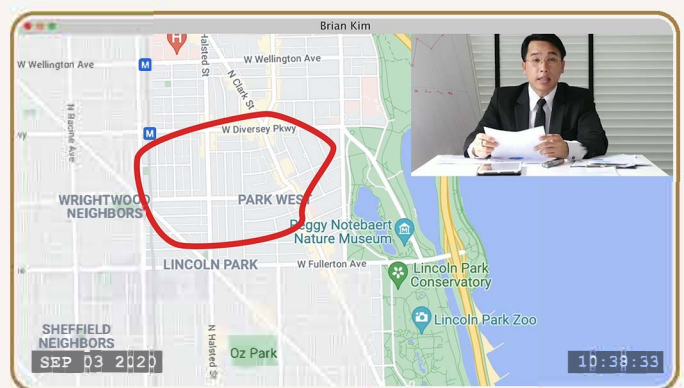 Brian Kim
W Wellington Ave
W Wellington Ave
N Halsted St
N Clark St
N Racine Ave
M
M
H
W Diversey Pkwy
WRIGHTWOOD
NEIGHBORS
PARK WEST
Peggy Notebaert
Nature Museum
LINCOLN PARK
W Fullerton Ave
Lincoln Park
Conservatory
Lincoln Park Zoo
SHEFFIELD
NEIGHBORS
N Halsted St
Oz Park
SEP 03 2020
10:38:33